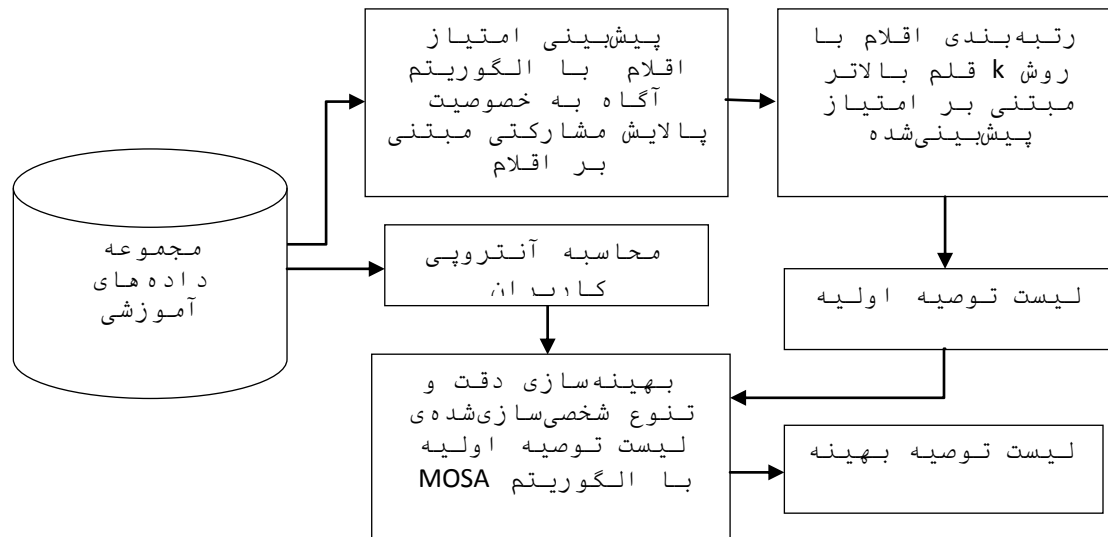 پیش‌بینی امتیاز
اقلام با الگوریتم
آگاه به خصوصیت
پالایش مشارکتی مبتنی
بر اقلام
رتبه‌بندی اقلام با
روش k قلم بالاتر
مبتنی بر امتیاز
پیش‌بینی‌شده
مجموعه
داده‌های
آموزشی
محاسبه آنتروپی
کاربران
لیست توصیه اولیه
بهینه‌سازی دقت و
تنوع شخصی‌سازی‌شده‌ی
لیست توصیه اولیه
با الگوریتم MOSA
لیست توصیه بهینه